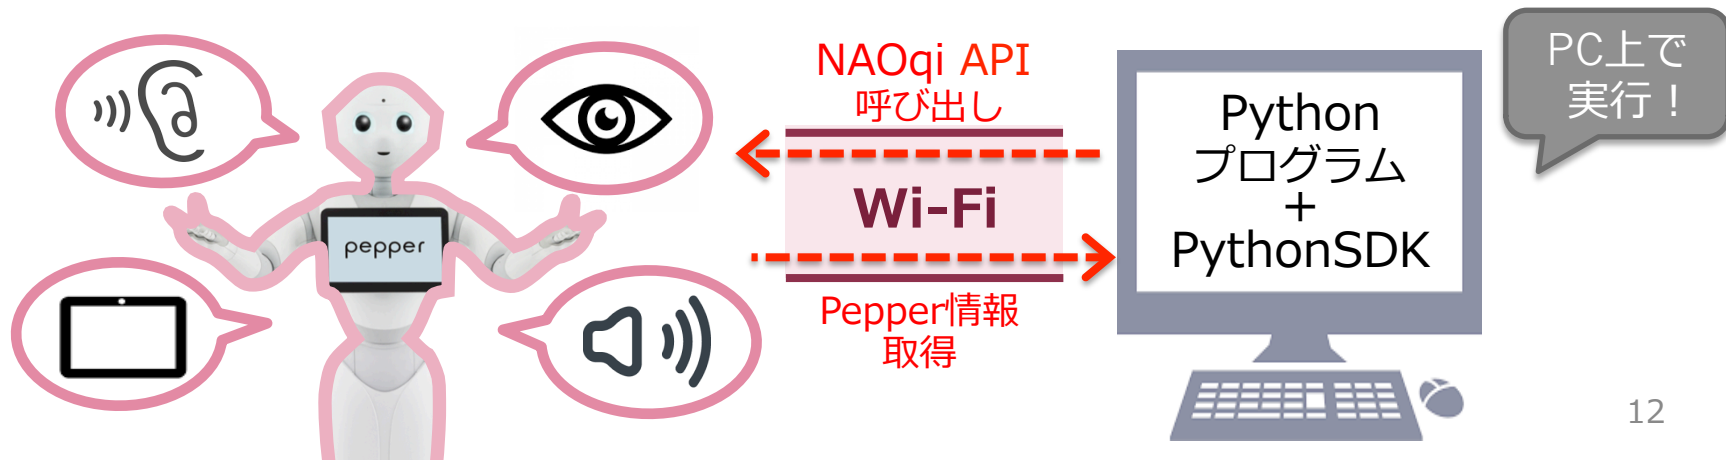 NAOqi API
呼び出し
Wi-Fi
Pepper情報
取得
pepper
Python
プログラム
+
PythonSDK
PC上で
実行！
12